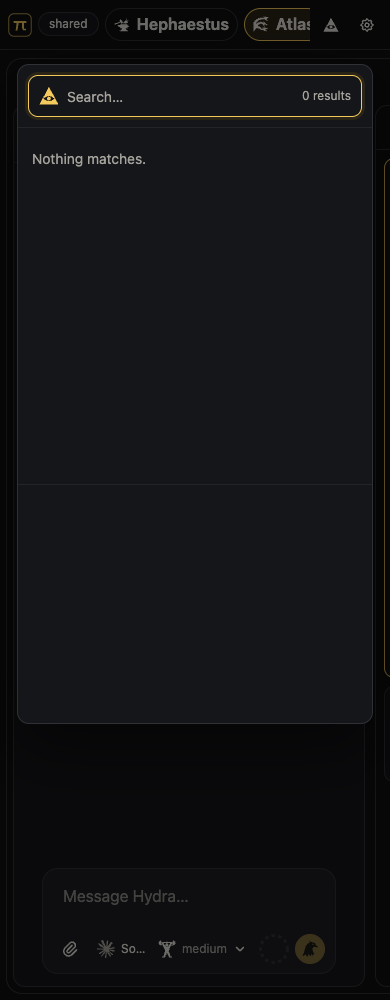 π
shared
Hephaestus
Atlas
Search...
0 results
Nothing matches.
Message Hydra...
So...
medium